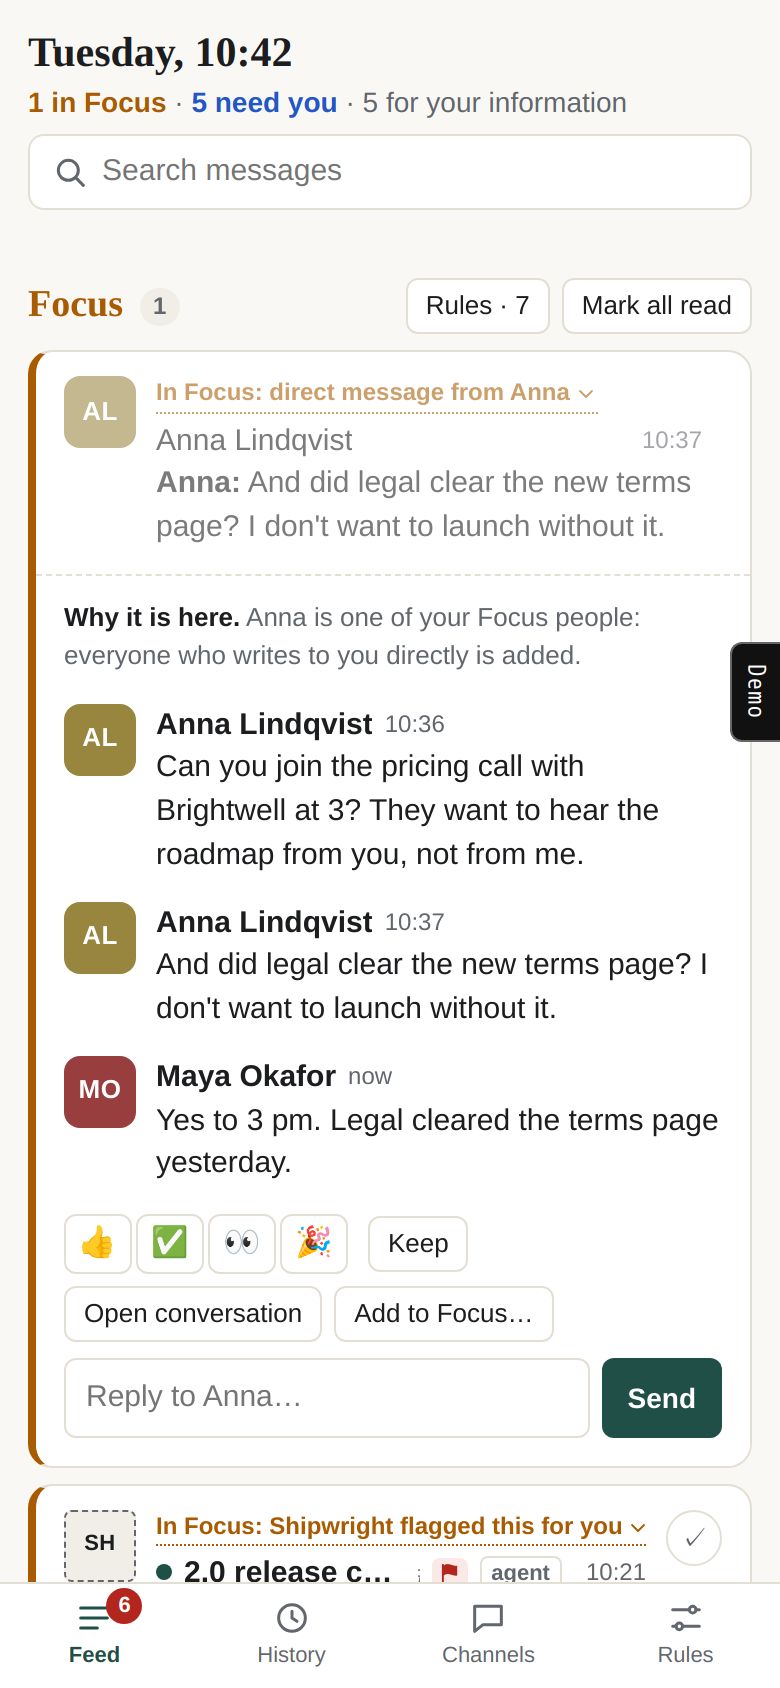 Tuesday, 10:42
1 in Focus · 5 need you · 5 for your information
Search messages
Focus 1 Rules · 7 Mark all read
AL In Focus: direct message from Anna
Anna Lindqvist 10:37
Anna: And did legal clear the new terms
page? I don't want to launch without it.
Why it is here. Anna is one of your Focus people:
everyone who writes to you directly is added.
Demo
AL Anna Lindqvist 10:36
Can you join the pricing call with
Brightwell at 3? They want to hear the
roadmap from you, not from me.
AL Anna Lindqvist 10:37
And did legal clear the new terms page? I
don't want to launch without it.
MO Maya Okafor now
Yes to 3 pm. Legal cleared the terms page
yesterday.
Keep
Open conversation Add to Focus…
Reply to Anna… Send
SH In Focus: Shipwright flagged this for you
2.0 release c… agent 10:21
6
Feed History Channels Rules